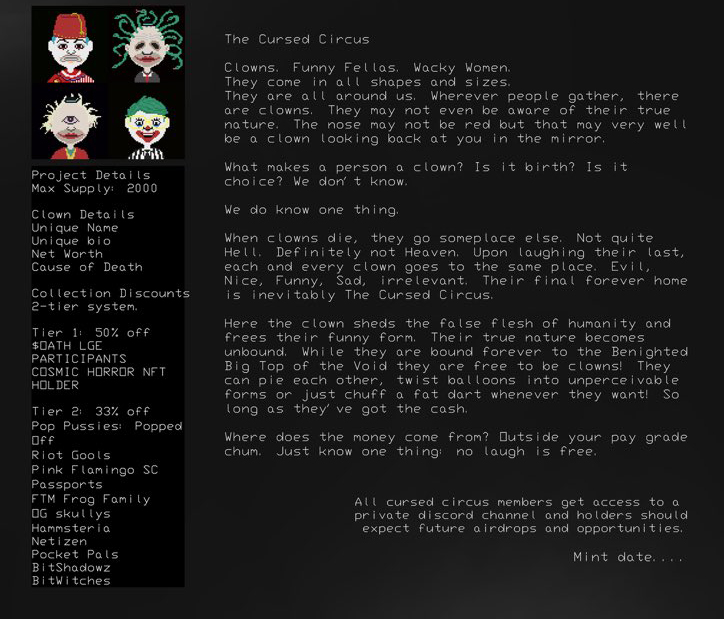 Project Details
Max Supply: 2000
Clown Details
Unique Name
Unique bio
Net Worth
Cause of Death
Collection Discounts
2-tier system.
Tier 1: 50% off
$OATH LGE
PARTICIPANTS
COSMIC HORROR NFT
HOLDER
Tier 2: 33% off
Pop Pussies: Popped
Off
Riot Gools
Pink Flamingo SC
Passports
FTM Frog Family
OG skullys
Hammsteria
Netizen
Pocket Pals
BitShadowz
BitWitches
The Cursed Circus
Clowns. Funny Fellas. Wacky Women.
They come in all shapes and sizes.
They are all around us. Wherever people gather, there
are clowns. They may not even be aware of their true
nature. The nose may not be red but that may very well
be a clown looking back at you in the mirror.
What makes a person a clown? Is it birth? Is it
choice? We don't know.
We do know one thing.
When clowns die, they go someplace else. Not quite
Hell. Definitely not Heaven. Upon laughing their last,
each and every clown goes to the same place. Evil,
Nice, Funny, Sad, irrelevant. Their final forever home
is inevitably The Cursed Circus.
Here the clown sheds the false flesh of humanity and
frees their funny form. Their true nature becomes
unbound. While they are bound forever to the Benighted
Big Top of the Void they are free to be clowns! They
can pie each other, twist balloons into unperceivable
forms or just chuff a fat dart whenever they want! So
long as they've got the cash.
Where does the money come from? Outside your pay grade
chum. Just know one thing: no laugh is free.
All cursed circus members get access to a
private discord channel and holders should
expect future airdrops and opportunities.
Mint date....